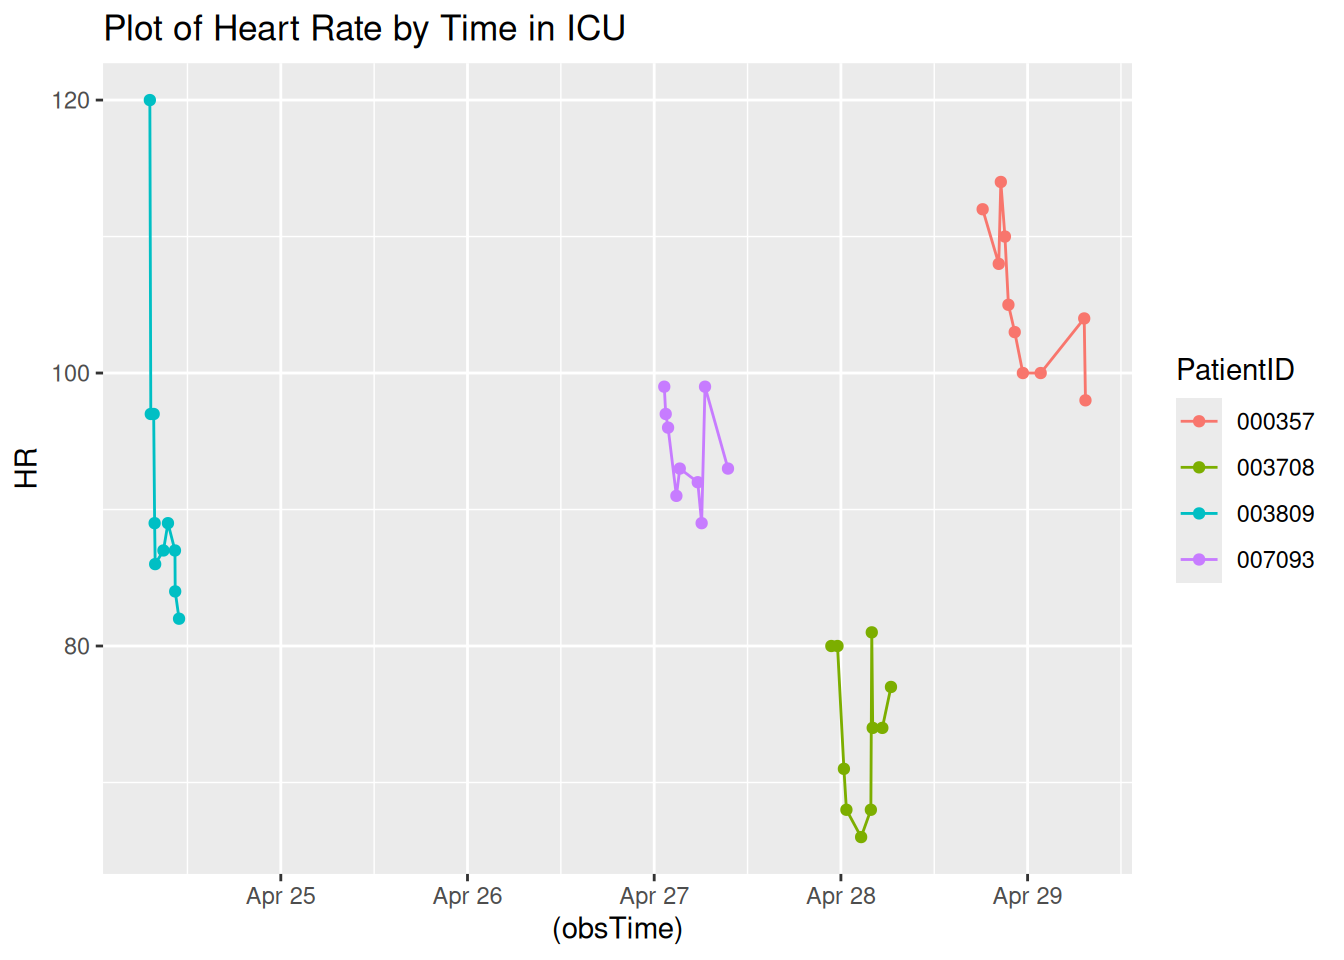 Plot of Heart Rate by Time in ICU
120
100
80
HR
Apr 25
Apr 26
Apr 27
Apr 28
Apr 29
(obsTime)
PatientID
000357
003708
003809
007093